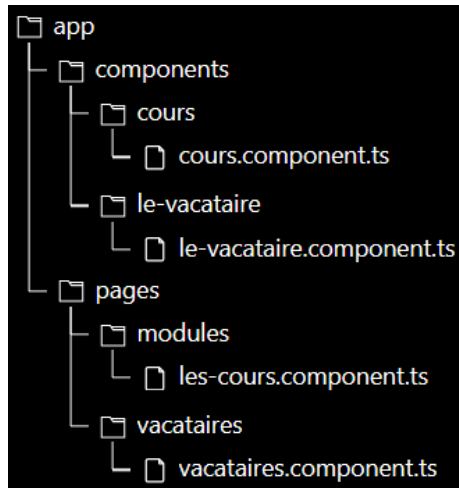 app
components
cours
cours.component.ts
le-vacataire
le-vacataire.component.ts
pages
modules
les-cours.component.ts
vacataires
vacataires.component.ts